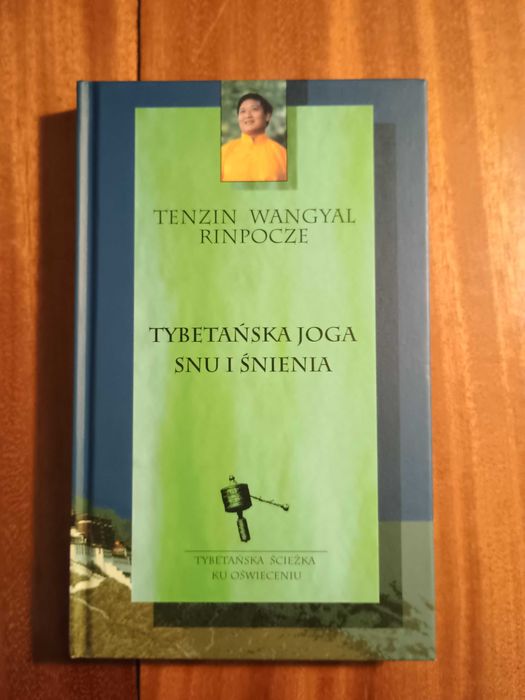 TENZIN WANGYAL
RINPOCZE
TYBETAŃSKA JOGA
SNU I ŚNIENIA
TYBETAŃSKA ŚCIEŻKA
KU OŚWIECENIU